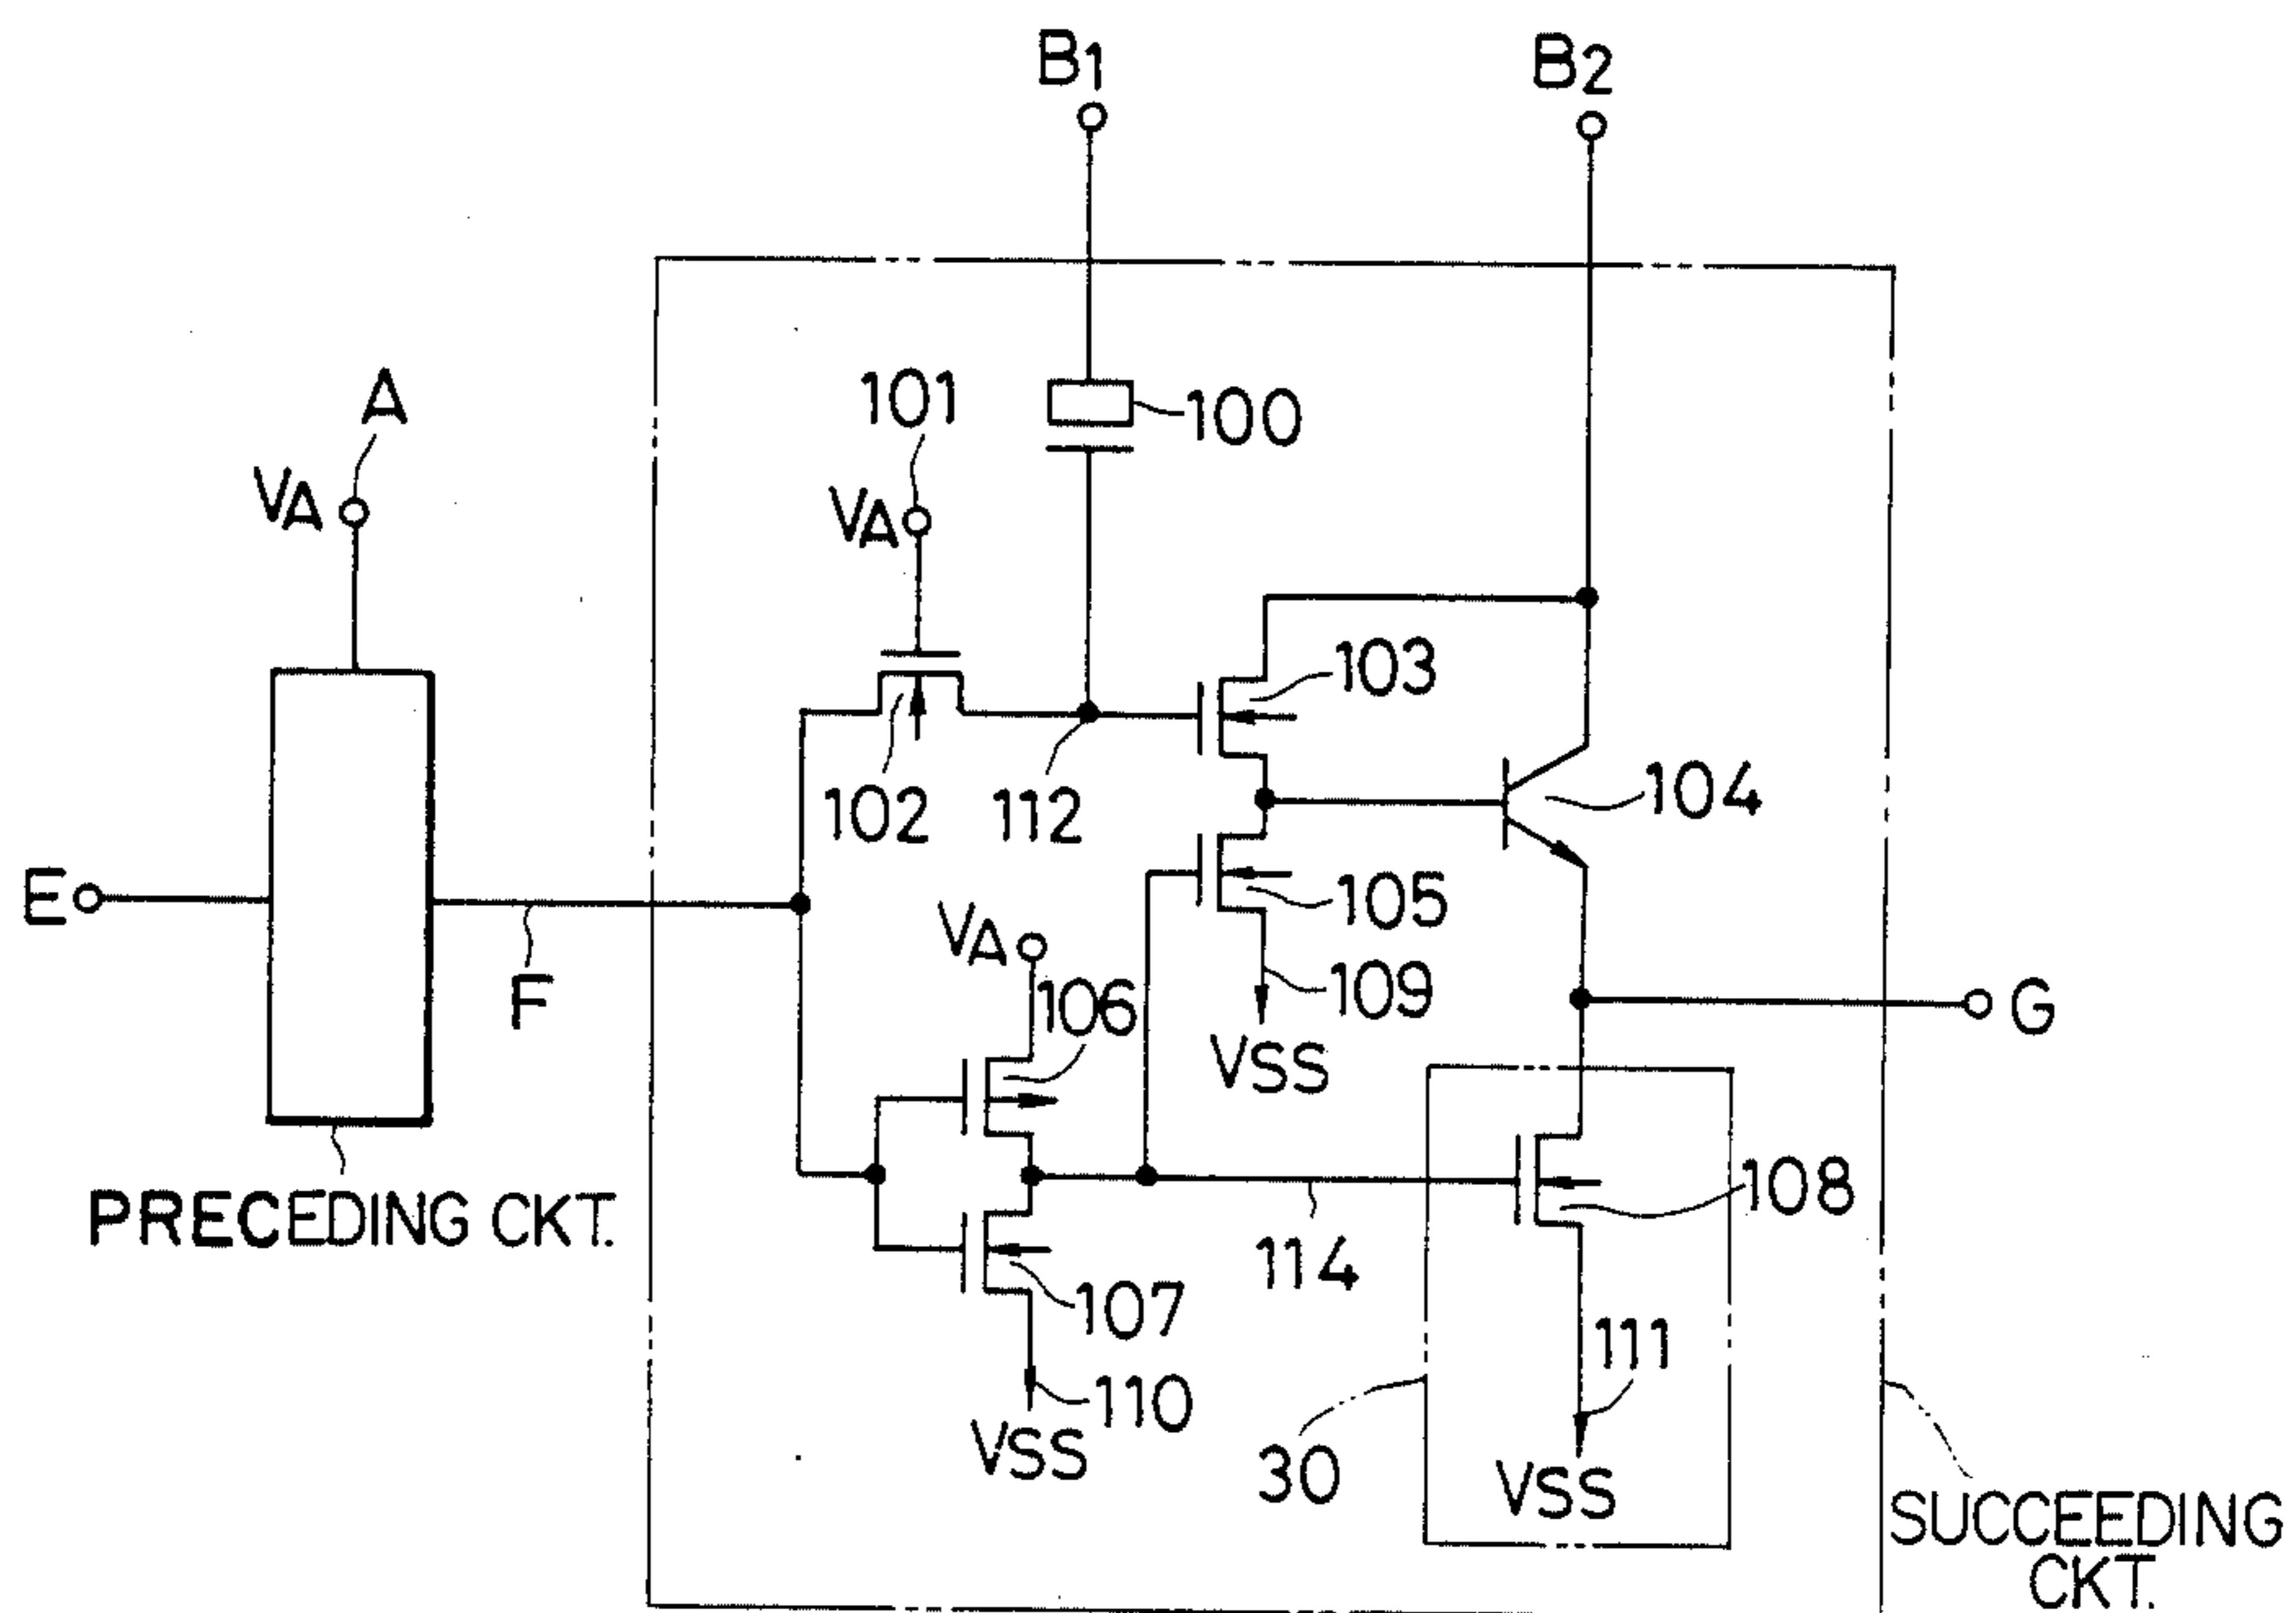 B1
B2
A
VA
101
VA
100
103
102
112
104
E
F
VA
105
106
109
VSS
G
108
PRECEDING CKT.
114
107
111
110
VSS
30
VSS
SUCCEEDING
CKT.